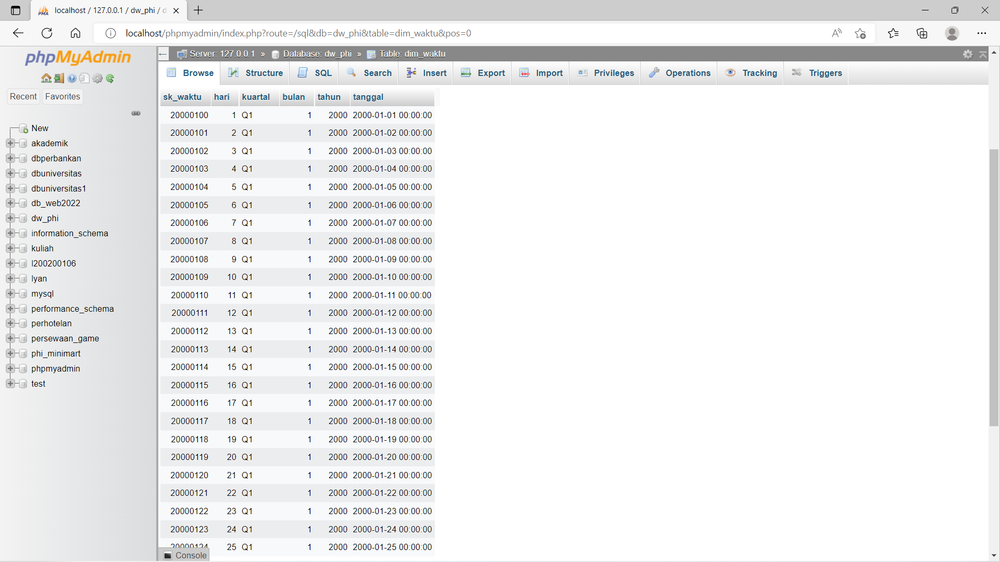 localhost / 127.0.0.1 / dw_phi / d
localhost/phpmyadmin/index.php?route=/sql&db=dw_phi&table=dim_waktu&pos=0
phpMyAdmin
Recent Favorites
New
akademik
dbperbankan
dbuniversitas
dbuniversitas1
db_web2022
dw_phi
information_schema
kuliah
l200200106
lyan
mysql
performance_schema
perhotelan
persewaan_game
phi_minimart
phpmyadmin
test
Server: 127.0.0.1 » Database: dw_phi » Table: dim_waktu
Browse Structure SQL Search Insert Export Import Privileges Operations Tracking Triggers
sk_waktu hari kuartal bulan tahun tanggal
20000100 1 Q1 1 2000 2000-01-01 00:00:00
20000101 2 Q1 1 2000 2000-01-02 00:00:00
20000102 3 Q1 1 2000 2000-01-03 00:00:00
20000103 4 Q1 1 2000 2000-01-04 00:00:00
20000104 5 Q1 1 2000 2000-01-05 00:00:00
20000105 6 Q1 1 2000 2000-01-06 00:00:00
20000106 7 Q1 1 2000 2000-01-07 00:00:00
20000107 8 Q1 1 2000 2000-01-08 00:00:00
20000108 9 Q1 1 2000 2000-01-09 00:00:00
20000109 10 Q1 1 2000 2000-01-10 00:00:00
20000110 11 Q1 1 2000 2000-01-11 00:00:00
20000111 12 Q1 1 2000 2000-01-12 00:00:00
20000112 13 Q1 1 2000 2000-01-13 00:00:00
20000113 14 Q1 1 2000 2000-01-14 00:00:00
20000114 15 Q1 1 2000 2000-01-15 00:00:00
20000115 16 Q1 1 2000 2000-01-16 00:00:00
20000116 17 Q1 1 2000 2000-01-17 00:00:00
20000117 18 Q1 1 2000 2000-01-18 00:00:00
20000118 19 Q1 1 2000 2000-01-19 00:00:00
20000119 20 Q1 1 2000 2000-01-20 00:00:00
20000120 21 Q1 1 2000 2000-01-21 00:00:00
20000121 22 Q1 1 2000 2000-01-22 00:00:00
20000122 23 Q1 1 2000 2000-01-23 00:00:00
20000123 24 Q1 1 2000 2000-01-24 00:00:00
20000124 25 Q1 1 2000 2000-01-25 00:00:00
Console